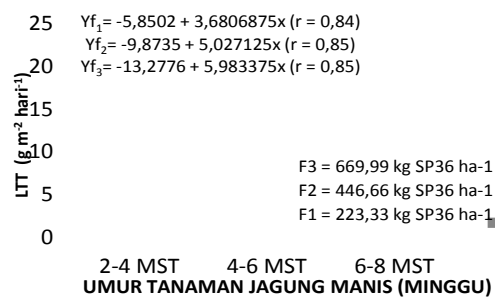 Yf₁= -5,8502 + 3,6806875x (r = 0,84)
Yf₂= -9,8735 + 5,027125x (r = 0,85)
Yf₃= -13,2776 + 5,983375x (r = 0,85)
25
20
15
10
5
0
LTT (g m⁻² hari⁻¹)
F3 = 669,99 kg SP36 ha-1
F2 = 446,66 kg SP36 ha-1
F1 = 223,33 kg SP36 ha-1
2-4 MST 4-6 MST 6-8 MST
UMUR TANAMAN JAGUNG MANIS (MINGGU)